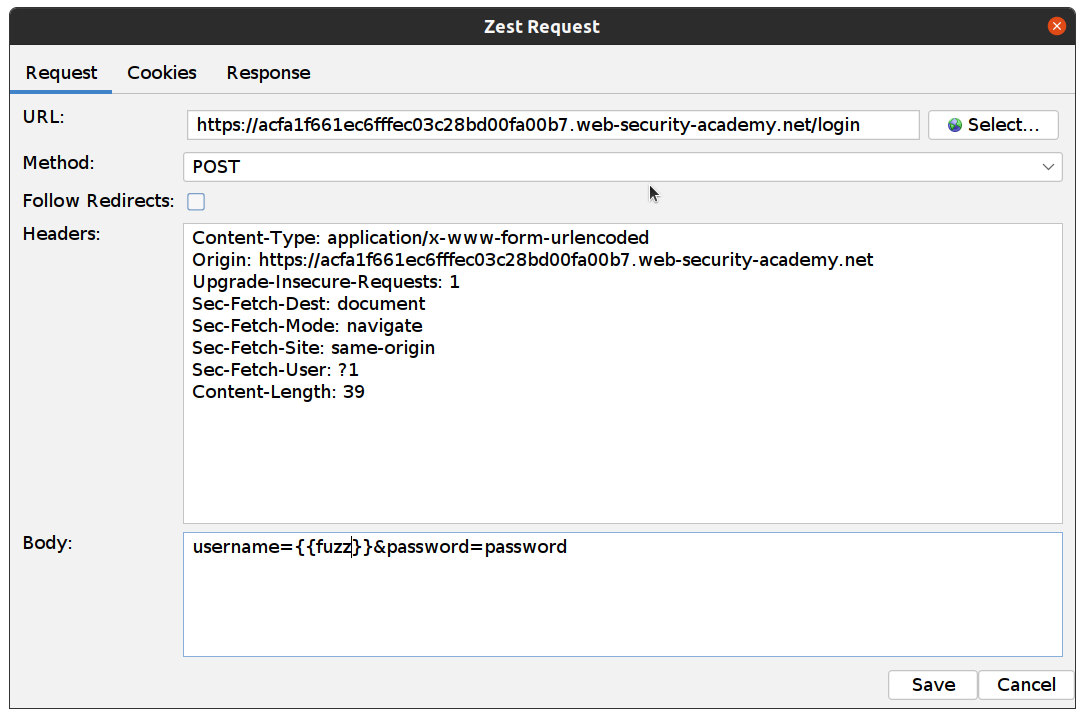 Zest Request
Request Cookies Response
URL: https://acfa1f661ec6fffec03c28bd00fa00b7.web-security-academy.net/login Select...
Method: POST
Follow Redirects:
Headers:
Content-Type: application/x-www-form-urlencoded
Origin: https://acfa1f661ec6fffec03c28bd00fa00b7.web-security-academy.net
Upgrade-Insecure-Requests: 1
Sec-Fetch-Dest: document
Sec-Fetch-Mode: navigate
Sec-Fetch-Site: same-origin
Sec-Fetch-User: ?1
Content-Length: 39
Body: username={{fuzz}}&password=password
Save Cancel